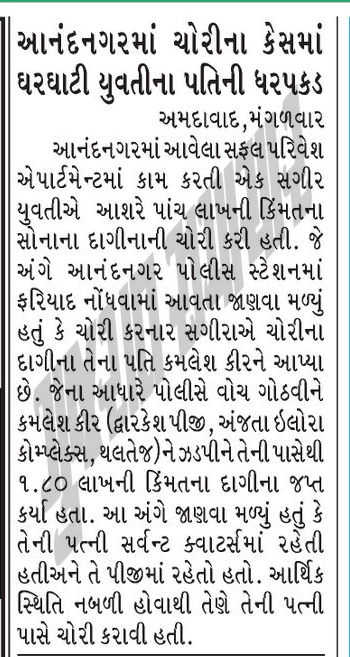 આનંદનગરમાં ચોરીના કેસમાં
ઘરઘાટી યુવતીના પતિની ધરપકડ
અમદાવાદ,મંગળવાર
આનંદનગરમાં આવેલા સફલ પરિવેશ
એપાર્ટમેન્ટમાં કામ કરતી એક સગીર
યુવતીએ આશરે પાંચ લાખની કિંમતના
સોનાના દાગીનાની ચોરી કરી હતી. જે
અંગે આનંદનગર પોલીસ સ્ટેશનમાં
ફરિયાદ નોંધવામાં આવતા જાણવા મળ્યું
હતું કે ચોરી કરનાર સગીરાએ ચોરીના
દાગીના તેના પતિ કમલેશ કીરને આપ્યા
છે. જેના આધારે પોલીસે વોચ ગોઠવીને
કમલેશ કીર (દ્વારકેશ પીજી, અંજતા ઇલોરા
કોમ્પ્લેક્સ, થલતેજ)ને ઝડપીને તેની પાસેથી
૧.૮૦ લાખની કિંમતના દાગીના જપ્ત
કર્યા હતા. આ અંગે જાણવા મળ્યું હતું કે
તેની પત્ની સર્વન્ટ ક્વાર્ટસમાં રહેતી
હતીઅને તે પીજીમાં રહેતો હતો. આર્થિક
સ્થિતિ નબળી હોવાથી તેણે તેની પત્ની
પાસે ચોરી કરાવી હતી.